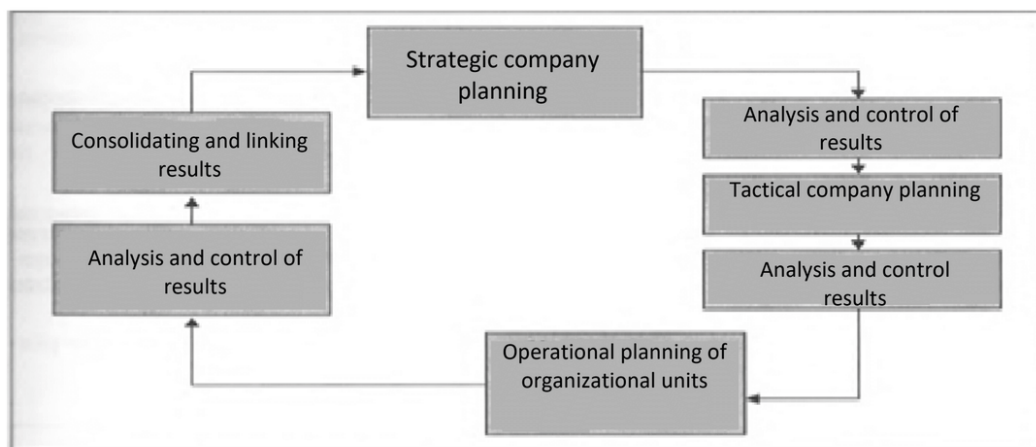 Strategic company
planning
Analysis and control of
results
Tactical company planning
Analysis and control
results
Operational planning of
organizational units
Analysis and control of
results
Consolidating and linking
results